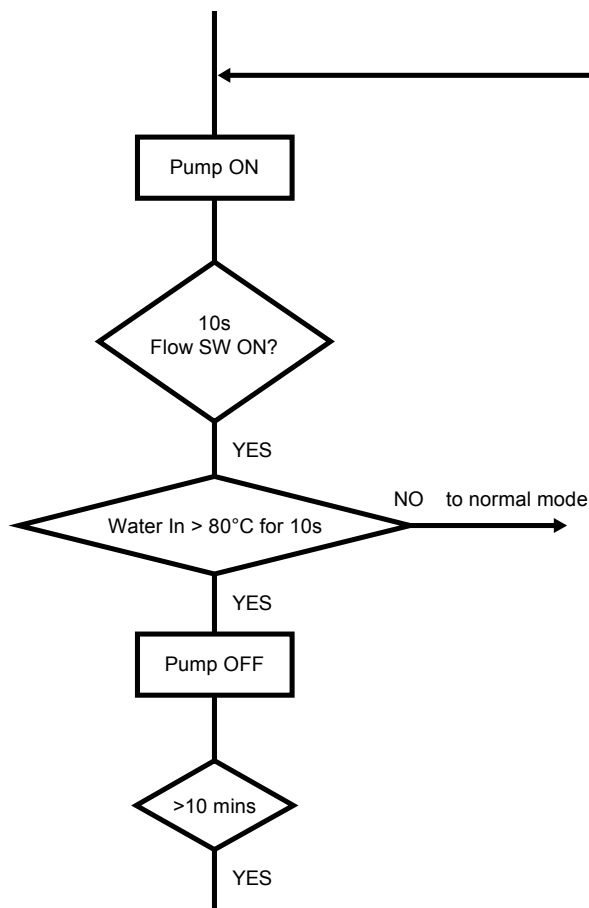 Pump ON
10s
Flow SW ON?
YES
NO to normal mode
Water In > 80°C for 10s
YES
Pump OFF
>10 mins
YES